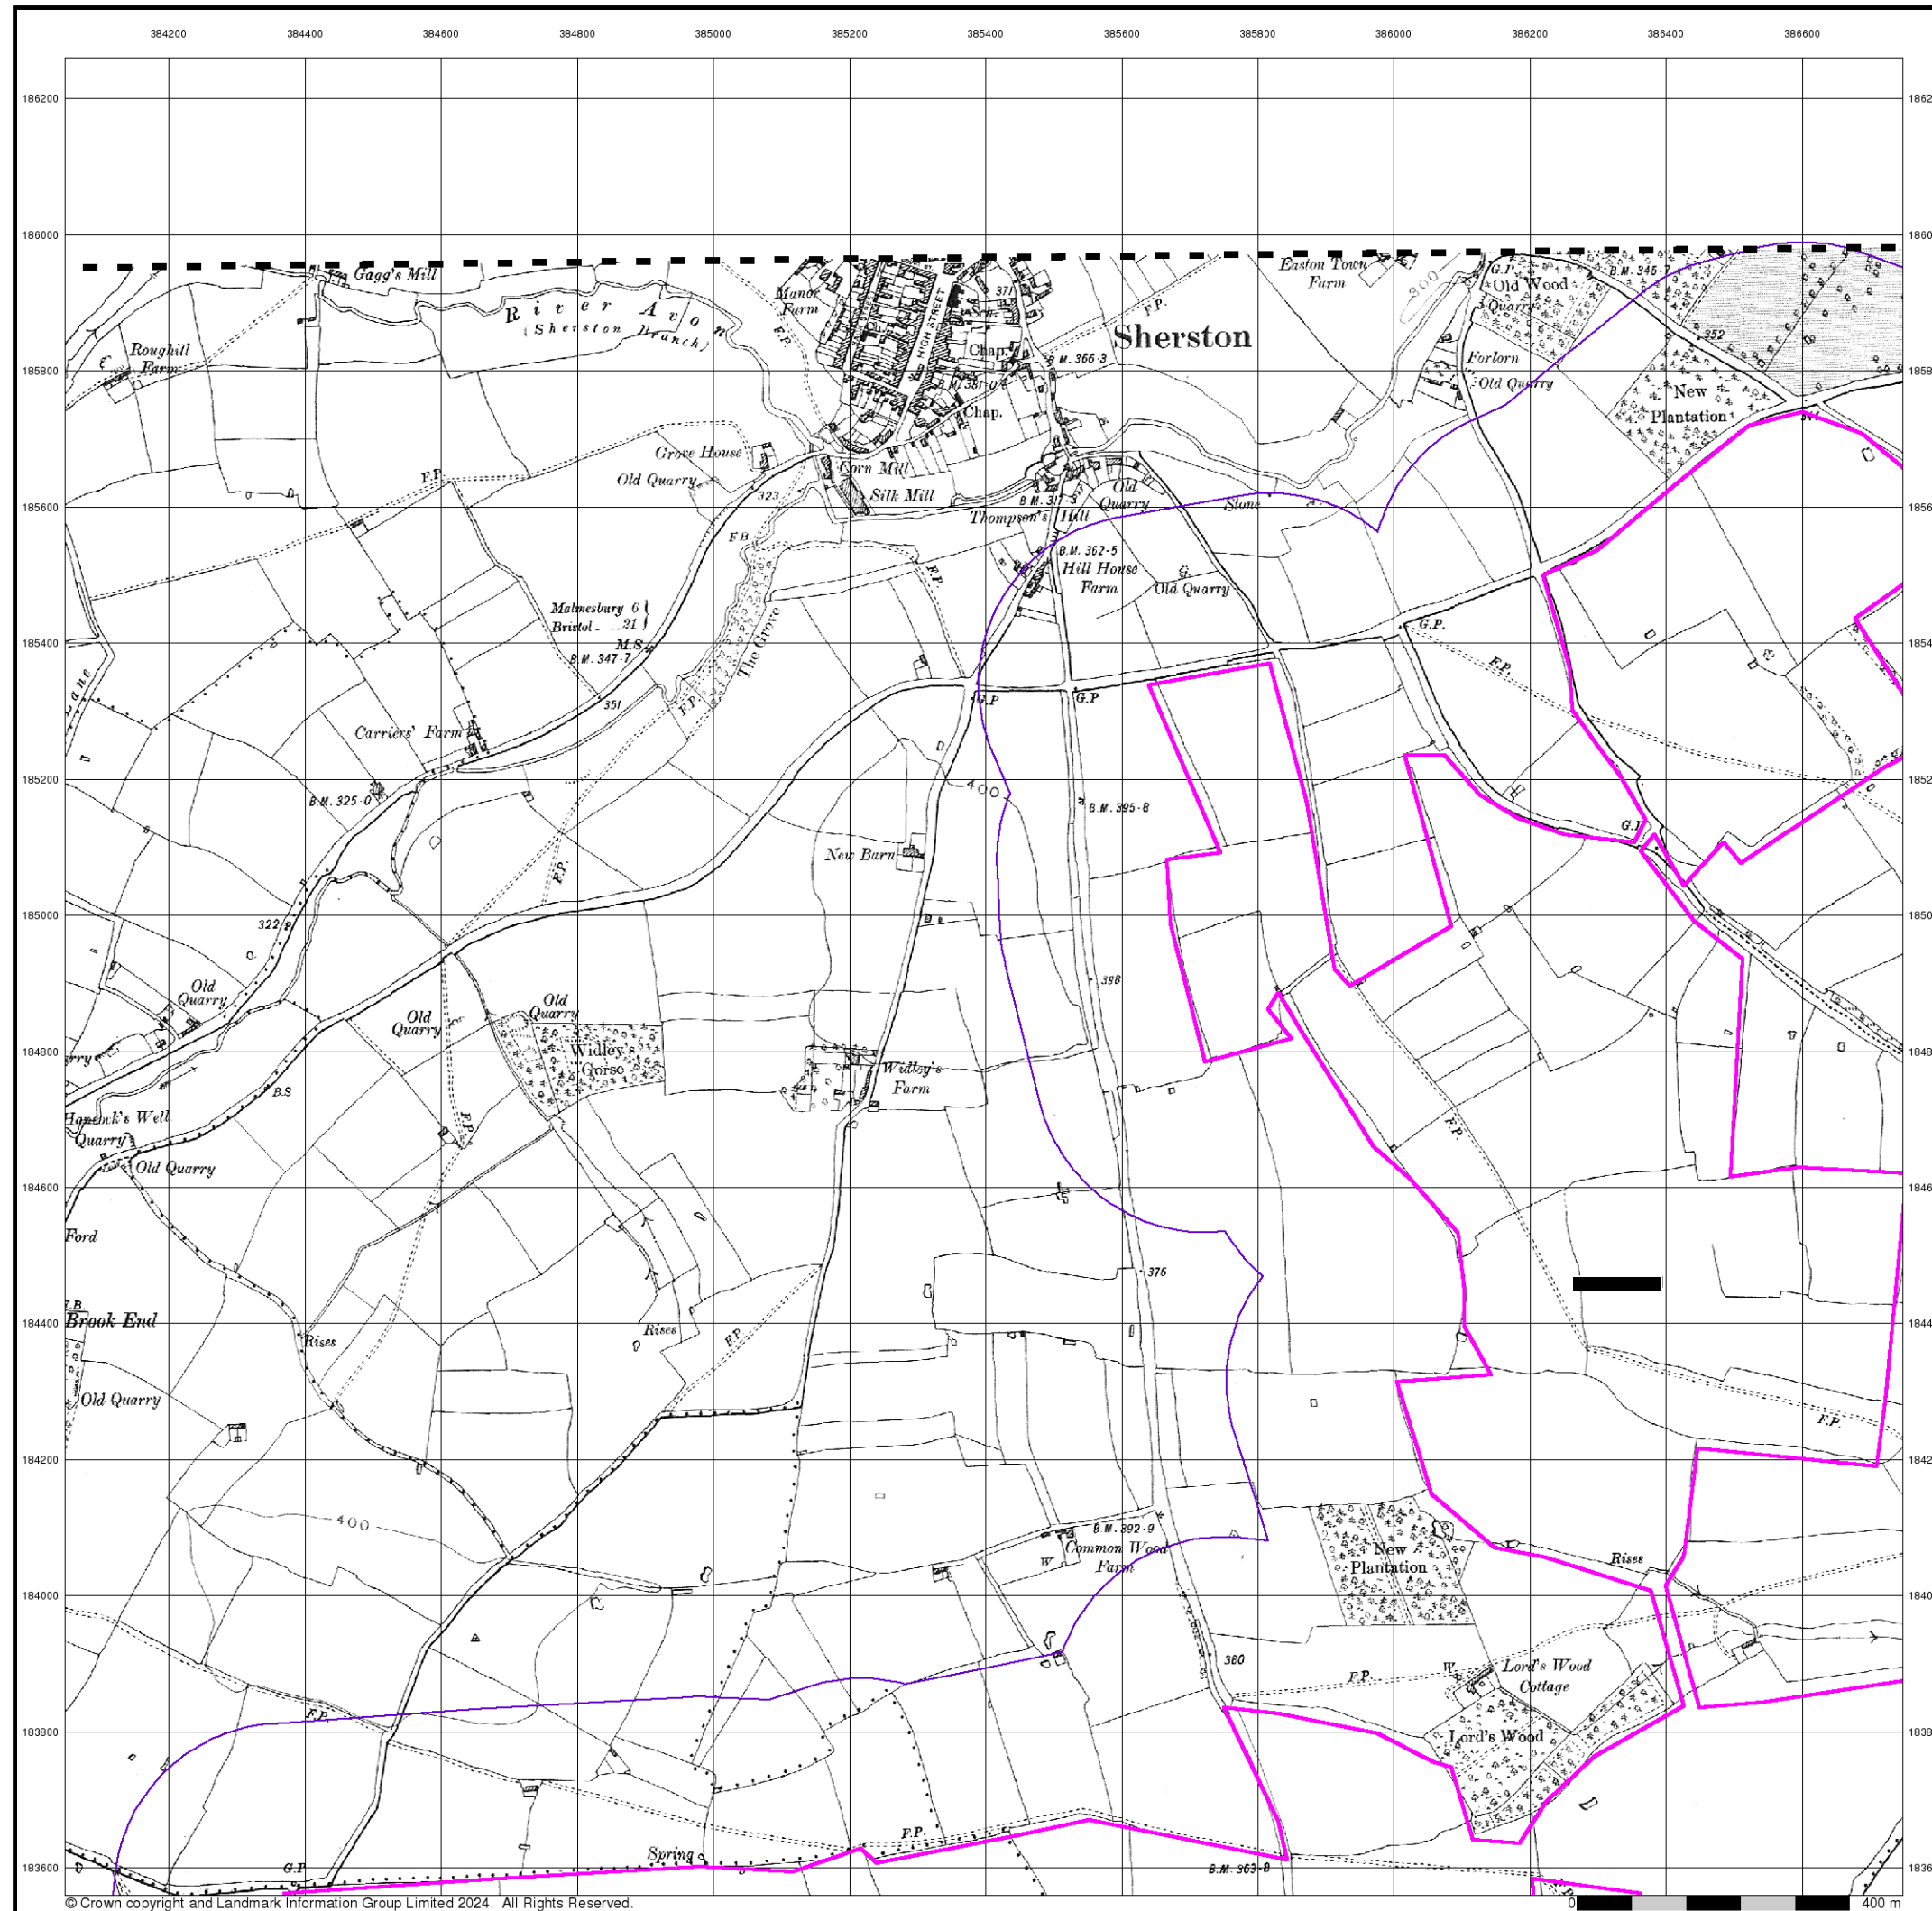 384200 384400 384600 384800 385000 385200 385400 385600 385800 386000 386200 386400 386600
186200
186000
185800
185600
185400
185200
185000
184800
184600
184400
184200
184000
183800
183600
Gagg's Mill
River Avon
(Sherston Branch)
Roughill
Farm
Manor
Farm
F.P.
HIGH STREET
371
Chap.
B.M. 366·3
Chap.
Sherston
F.P.
Easton Town
Farm
300
G.P.
Old Wood
Quarry
B.M. 345·7
352
Forlorn
Old Quarry
New
Plantation
Grove House
Old Quarry
323
Corn Mill
Silk Mill
F.P.
F.B.
B.M. 317·3
Thompson's Hill
Old
Quarry
Stone
B.M. 362·5
Hill House
Farm
Old Quarry
F.P.
Malmesbury 6
Bristol 21
M.S.
B.M. 347·7
The Grove
F.P.
351
G.P
G.P
G.P.
F.P.
Lane
Carriers' Farm
B.M. 325·0
400
B.M. 395·8
New Barn
F.P.
322
398
Old
Quarry
Old
Quarry
Old
Quarry
Widley's
Gorse
Widley's
Farm
B.S
Hancock's Well
Quarry
Old Quarry
F.P.
F.P.
Ford
376
F.B.
Brook End
Rises
Rises
F.P.
Old Quarry
F.P.
400
B.M. 392·9
Common Wood
Farm
W
New
Plantation
Rises
380
F.P.
W.
Lord's Wood
Cottage
Lord's Wood
F.P.
F.P.
Spring
G.P
B.M. 363·8
© Crown copyright and Landmark Information Group Limited 2024. All Rights Reserved.
0 400 m